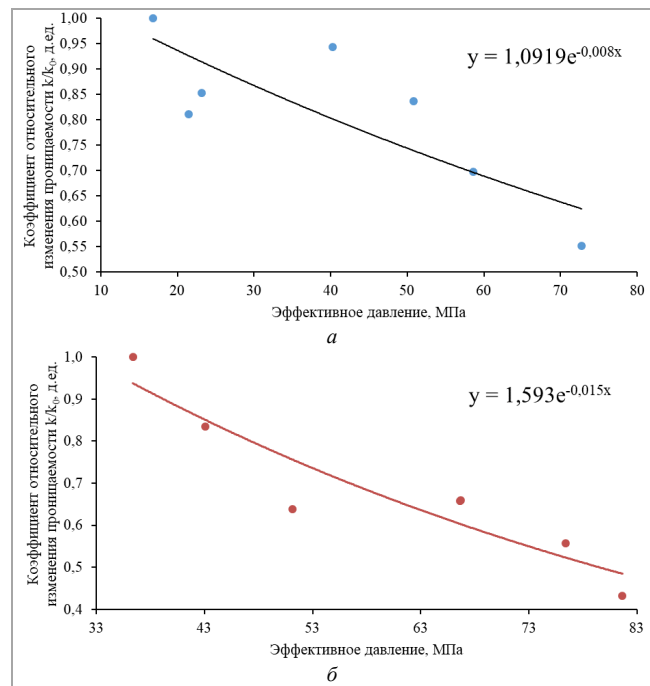 Коэффициент относительного
изменения проницаемости k/k₀, д.ед.
1,00
0,95
0,90
0,85
0,80
0,75
0,70
0,65
0,60
0,55
0,50
y = 1,0919e⁻⁰,⁰⁰⁸ˣ
10 20 30 40 50 60 70 80
Эффективное давление, МПа
а
Коэффициент относительного
изменения проницаемости k/k₀, д.ед.
1,0
0,9
0,8
0,7
0,6
0,5
0,4
y = 1,593e⁻⁰,⁰¹⁵ˣ
33 43 53 63 73 83
Эффективное давление, МПа
б